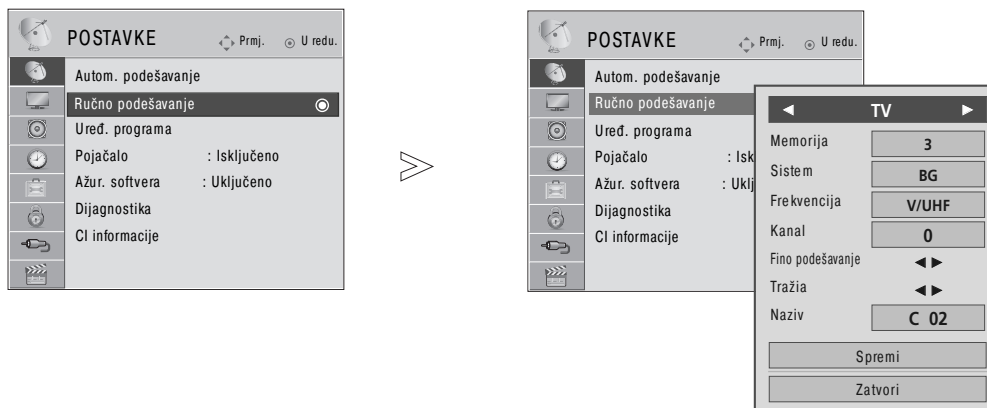 POSTAVKE Prmj. U redu.
Autom. podešavanje
Ručno podešavanje
Uređ. programa
Pojačalo : Isključeno
Ažur. softvera : Uključeno
Dijagnostika
CI informacije
POSTAVKE Prmj. U redu.
Autom. podešavanje
Ručno podešavanje
Uređ. programa
Pojačalo : Isk
Ažur. softvera : Uklj
Dijagnostika
CI informacije
◄ TV ►
Memorija 3
Sistem BG
Frekvencija V/UHF
Kanal 0
Fino podešavanje ◄ ►
Tražia ◄ ►
Naziv C 02
Spremi
Zatvori